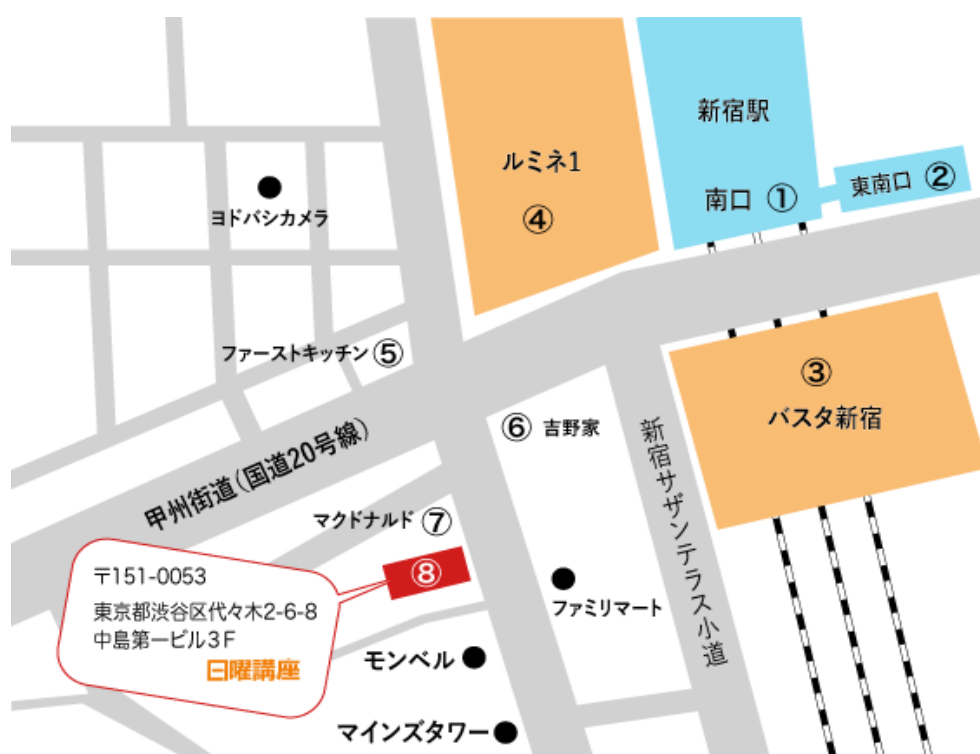 新宿駅
南口 ①
東南口 ②
ルミネ1
④
ヨドバシカメラ
ファーストキッチン ⑤
③
バスタ新宿
⑥ 吉野家
甲州街道(国道20号線)
新宿サザンテラス小道
マクドナルド ⑦
⑧
〒151-0053
東京都渋谷区代々木2-6-8
中島第一ビル3F
日曜講座
ファミリマート
モンベル
マインズタワー